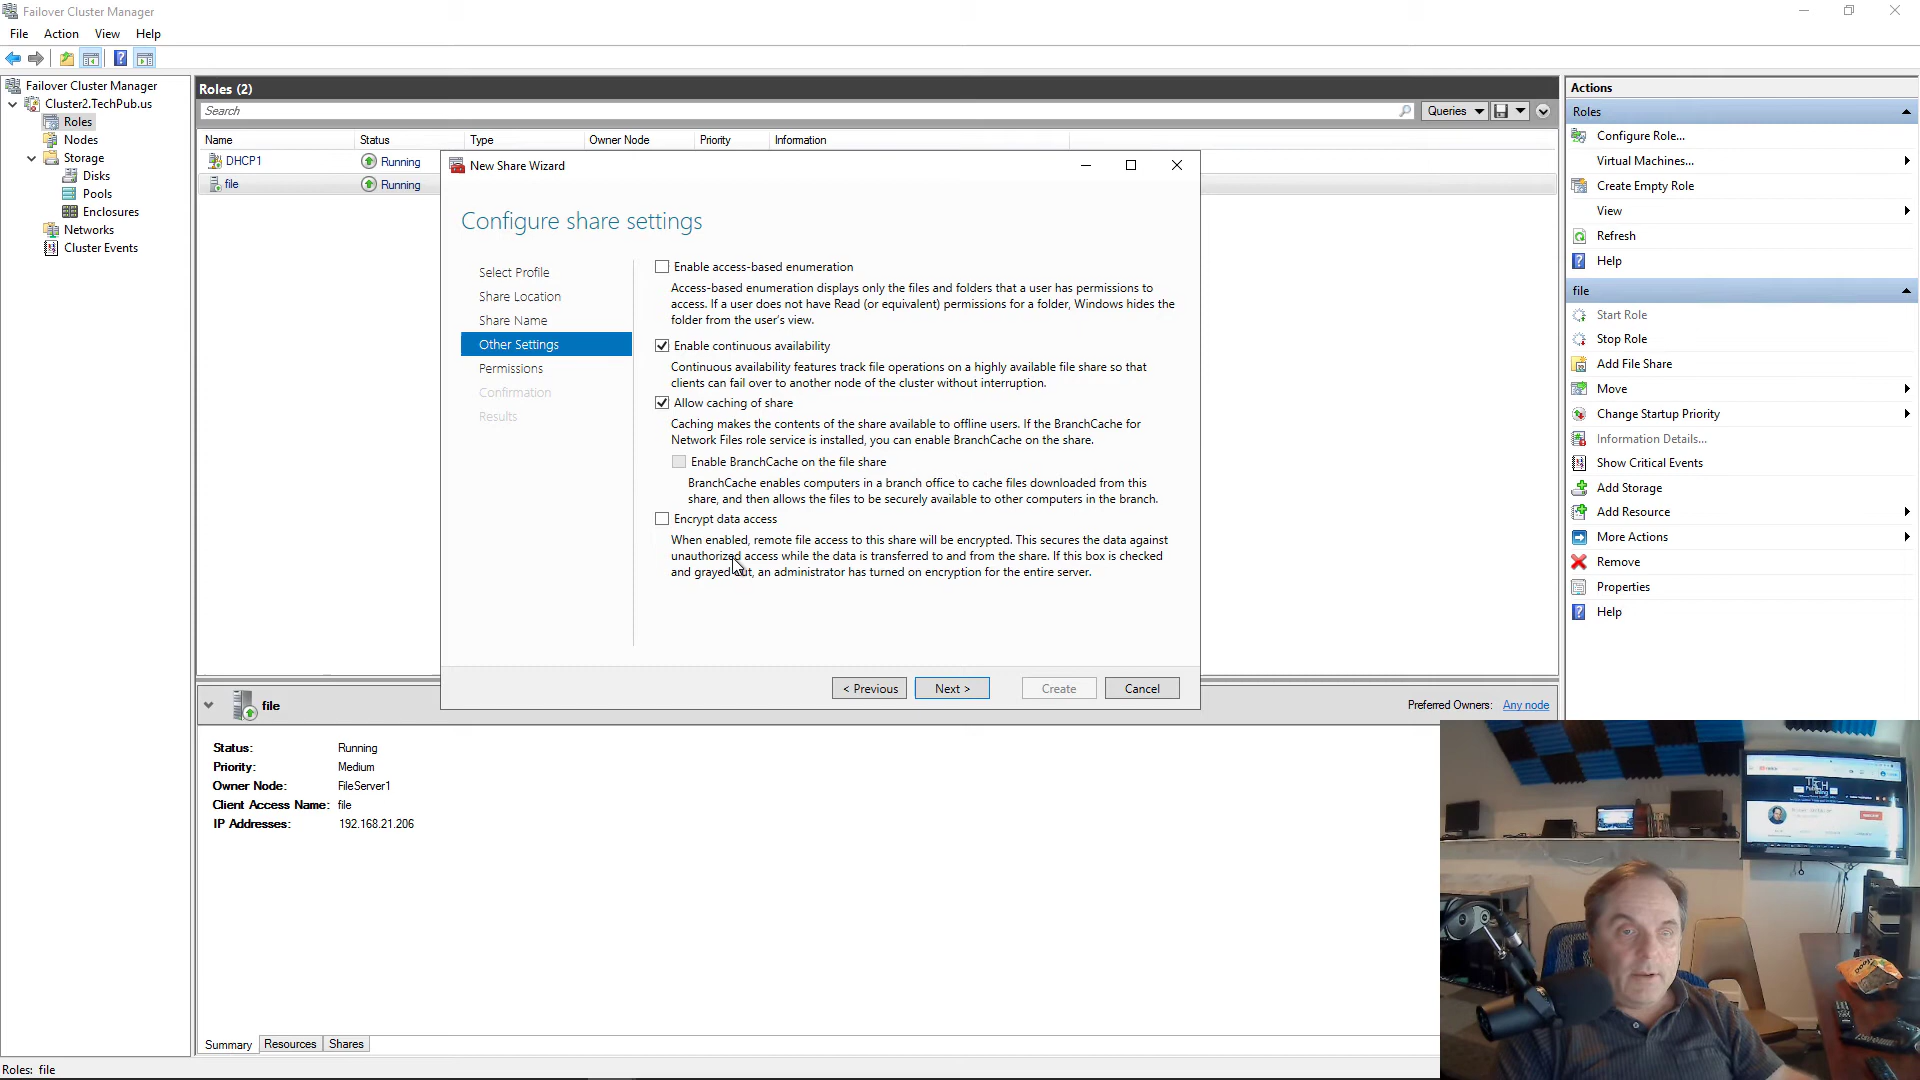 Failover Cluster Manager
File Action View Help
Failover Cluster Manager
Cluster2.TechPub.us
Roles
Nodes
Storage
Disks
Pools
Enclosures
Networks
Cluster Events
Roles (2)
Search
Queries
Name Status Type Owner Node Priority Information
DHCP1 Running
file Running
New Share Wizard
Configure share settings
Select Profile
Share Location
Share Name
Other Settings
Permissions
Confirmation
Results
Enable access-based enumeration
Access-based enumeration displays only the files and folders that a user has permissions to
access. If a user does not have Read (or equivalent) permissions for a folder, Windows hides the
folder from the user's view.
Enable continuous availability
Continuous availability features track file operations on a highly available file share so that
clients can fail over to another node of the cluster without interruption.
Allow caching of share
Caching makes the contents of the share available to offline users. If the BranchCache for
Network Files role service is installed, you can enable BranchCache on the share.
Enable BranchCache on the file share
BranchCache enables computers in a branch office to cache files downloaded from this
share, and then allows the files to be securely available to other computers in the branch.
Encrypt data access
When enabled, remote file access to this share will be encrypted. This secures the data against
unauthorized access while the data is transferred to and from the share. If this box is checked
and grayed out, an administrator has turned on encryption for the entire server.
< Previous Next > Create Cancel
Actions
Roles
Configure Role...
Virtual Machines...
Create Empty Role
View
Refresh
Help
file
Start Role
Stop Role
Add File Share
Move
Change Startup Priority
Information Details...
Show Critical Events
Add Storage
Add Resource
More Actions
Remove
Properties
Help
file
Preferred Owners: Any node
Status: Running
Priority: Medium
Owner Node: FileServer1
Client Access Name: file
IP Addresses: 192.168.21.206
Summary Resources Shares
Roles: file